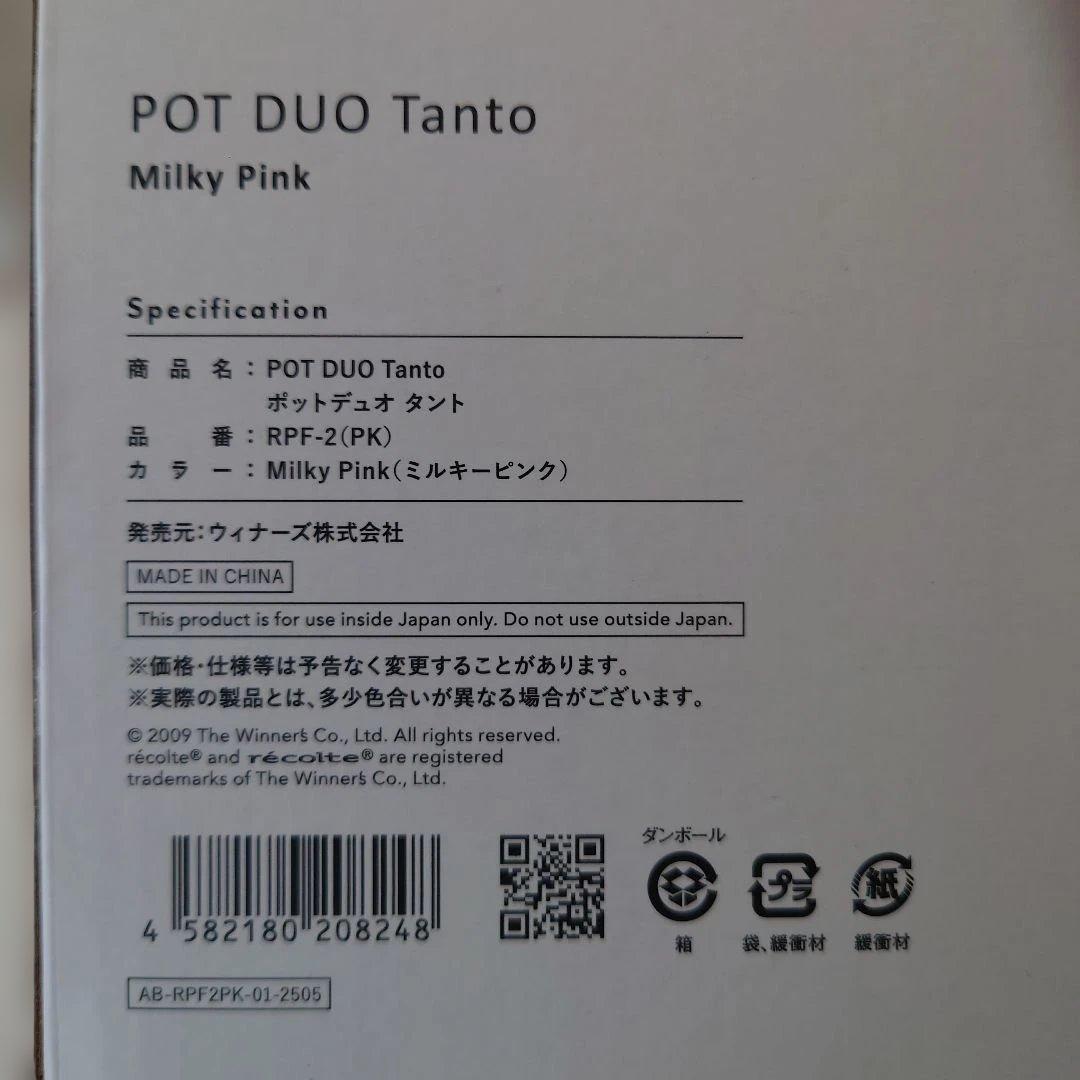 POT DUO Tanto
Milky Pink
Specification
商品名：POT DUO Tanto
ポットデュオ タント
品番：RPF-2(PK)
カラー：Milky Pink(ミルキーピンク)
発売元：ウィナーズ株式会社
MADE IN CHINA
This product is for use inside Japan only. Do not use outside Japan.
※価格・仕様等は予告なく変更することがあります。
※実際の製品とは、多少色合いが異なる場合がございます。
© 2009 The Winner's Co., Ltd. All rights reserved.
récolte® and récolte® are registered
trademarks of The Winner's Co., Ltd.
4 582180 208248
ダンボール
箱
プラ
袋、緩衝材
紙
緩衝材
AB-RPF2PK-01-2505